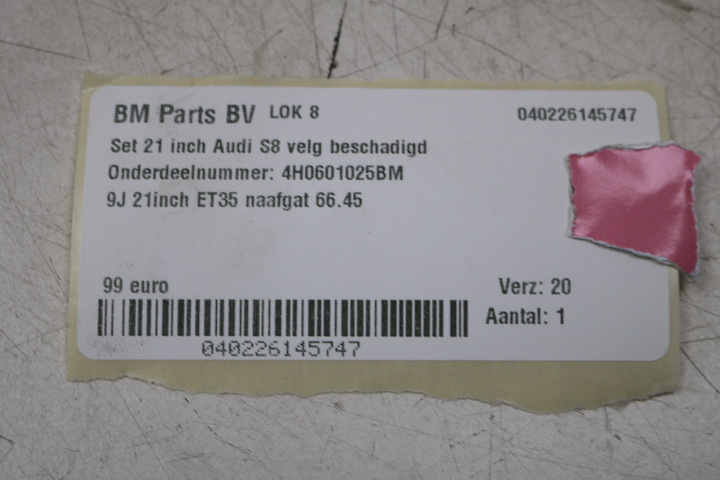 BM Parts BV LOK 8 040226145747
Set 21 inch Audi S8 velg beschadigd
Onderdeelnummer: 4H0601025BM
9J 21inch ET35 naafgat 66.45
99 euro Verz: 20
Aantal: 1
040226145747